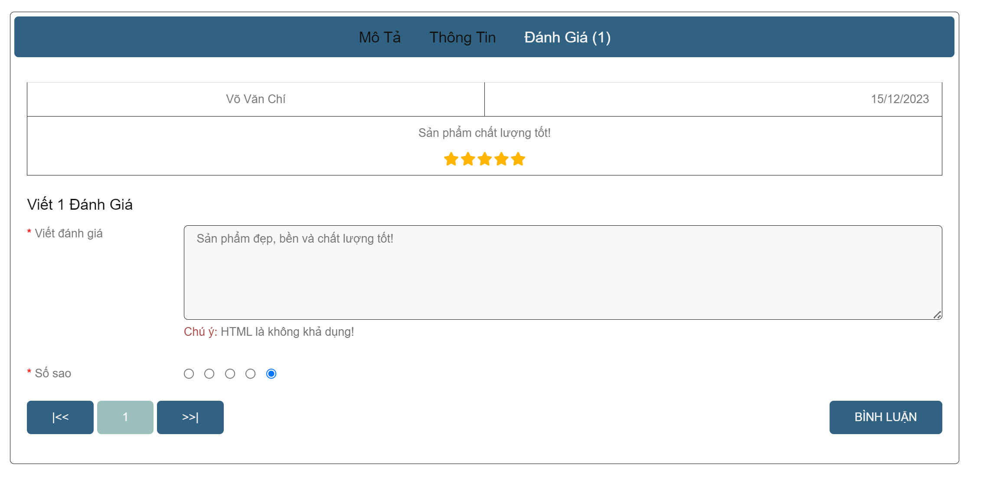 Mô Tả Thông Tin Đánh Giá (1)
Võ Văn Chí 15/12/2023
Sản phẩm chất lượng tốt!
Viết 1 Đánh Giá
* Viết đánh giá
Sản phẩm đẹp, bền và chất lượng tốt!
Chú ý: HTML là không khả dụng!
* Số sao
|<< 1 >>| BÌNH LUẬN